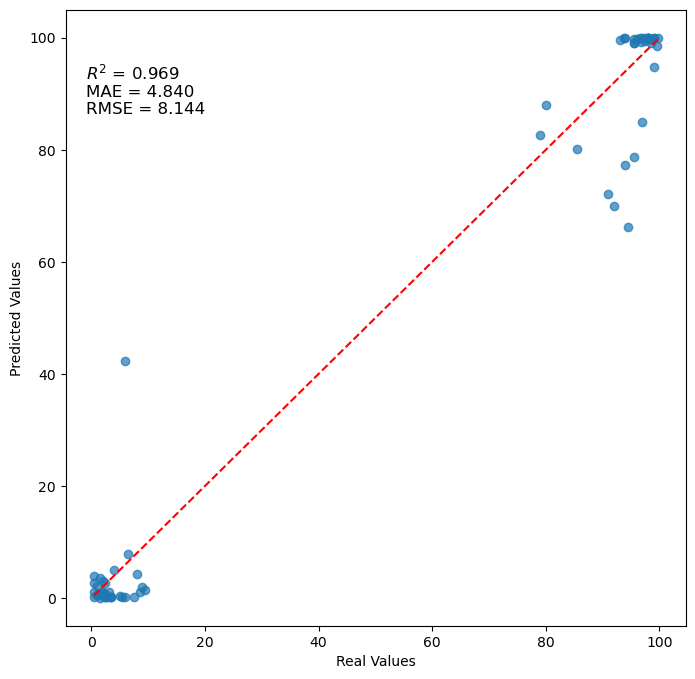 100
80
60
40
20
0
Predicted Values
R² = 0.969
MAE = 4.840
RMSE = 8.144
0 20 40 60 80 100
Real Values